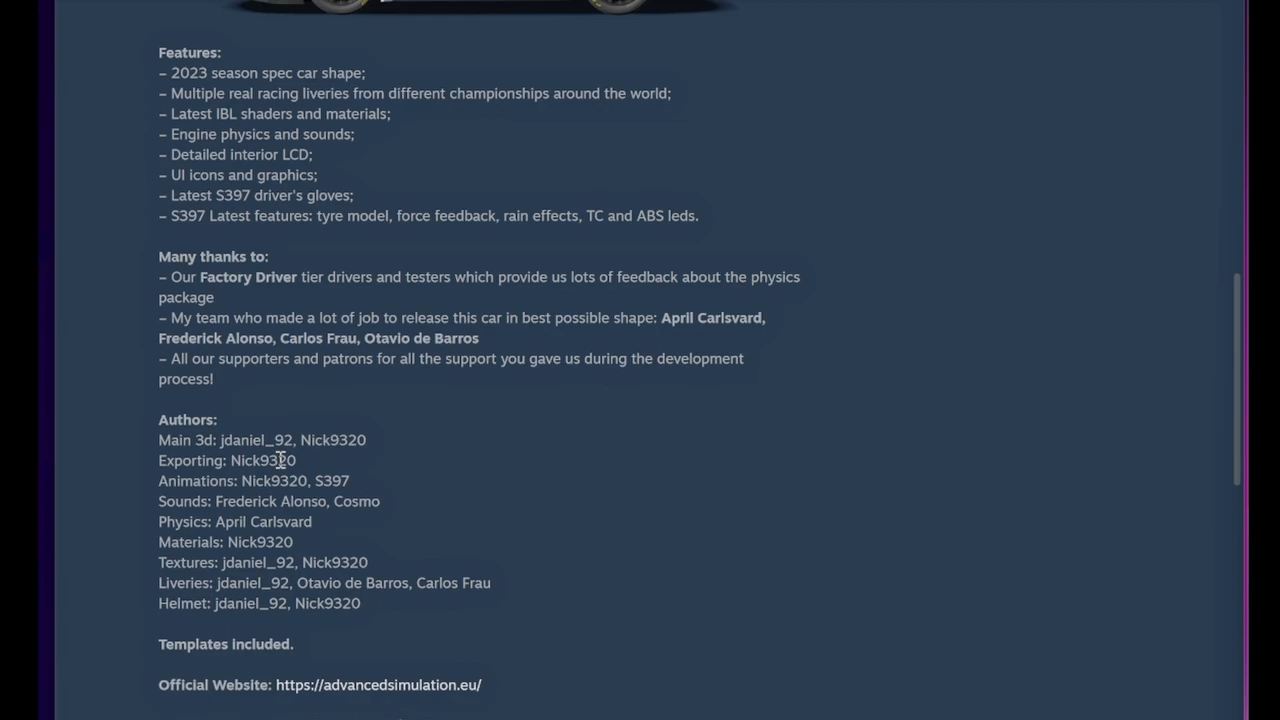 Features:
– 2023 season spec car shape;
– Multiple real racing liveries from different championships around the world;
– Latest IBL shaders and materials;
– Engine physics and sounds;
– Detailed interior LCD;
– UI icons and graphics;
– Latest S397 driver's gloves;
– S397 Latest features: tyre model, force feedback, rain effects, TC and ABS leds.
Many thanks to:
– Our Factory Driver tier drivers and testers which provide us lots of feedback about the physics
package
– My team who made a lot of job to release this car in best possible shape: April Carlsvard,
Frederick Alonso, Carlos Frau, Otavio de Barros
– All our supporters and patrons for all the support you gave us during the development
process!
Authors:
Main 3d: jdaniel_92, Nick9320
Exporting: Nick9320
Animations: Nick9320, S397
Sounds: Frederick Alonso, Cosmo
Physics: April Carlsvard
Materials: Nick9320
Textures: jdaniel_92, Nick9320
Liveries: jdaniel_92, Otavio de Barros, Carlos Frau
Helmet: jdaniel_92, Nick9320
Templates included.
Official Website: https://advancedsimulation.eu/